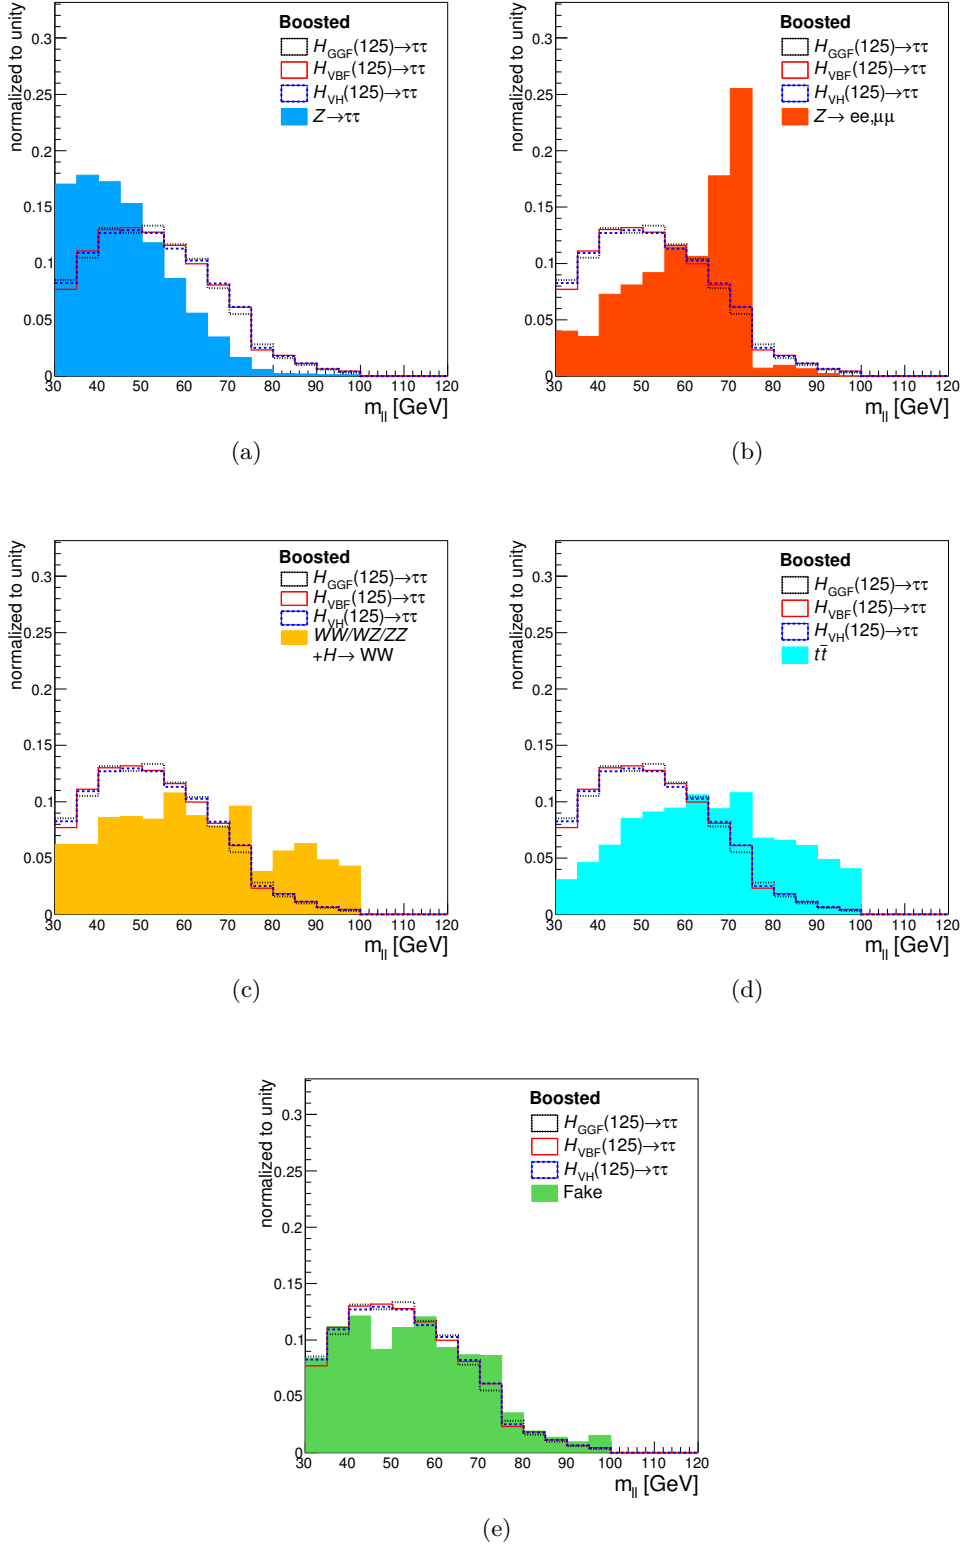 normalized to unity
0.3
0.25
0.2
0.15
0.1
0.05
0
30 40 50 60 70 80 90 100 110 120
m_ll [GeV]
Boosted
H_GGF(125)→ττ
H_VBF(125)→ττ
H_VH(125)→ττ
Z→ττ
(a)
normalized to unity
0.3
0.25
0.2
0.15
0.1
0.05
0
30 40 50 60 70 80 90 100 110 120
m_ll [GeV]
Boosted
H_GGF(125)→ττ
H_VBF(125)→ττ
H_VH(125)→ττ
Z→ ee,μμ
(b)
normalized to unity
0.3
0.25
0.2
0.15
0.1
0.05
0
30 40 50 60 70 80 90 100 110 120
m_ll [GeV]
Boosted
H_GGF(125)→ττ
H_VBF(125)→ττ
H_VH(125)→ττ
WW/WZ/ZZ
+H→ WW
(c)
normalized to unity
0.3
0.25
0.2
0.15
0.1
0.05
0
30 40 50 60 70 80 90 100 110 120
m_ll [GeV]
Boosted
H_GGF(125)→ττ
H_VBF(125)→ττ
H_VH(125)→ττ
tt̄
(d)
normalized to unity
0.3
0.25
0.2
0.15
0.1
0.05
0
30 40 50 60 70 80 90 100 110 120
m_ll [GeV]
Boosted
H_GGF(125)→ττ
H_VBF(125)→ττ
H_VH(125)→ττ
Fake
(e)